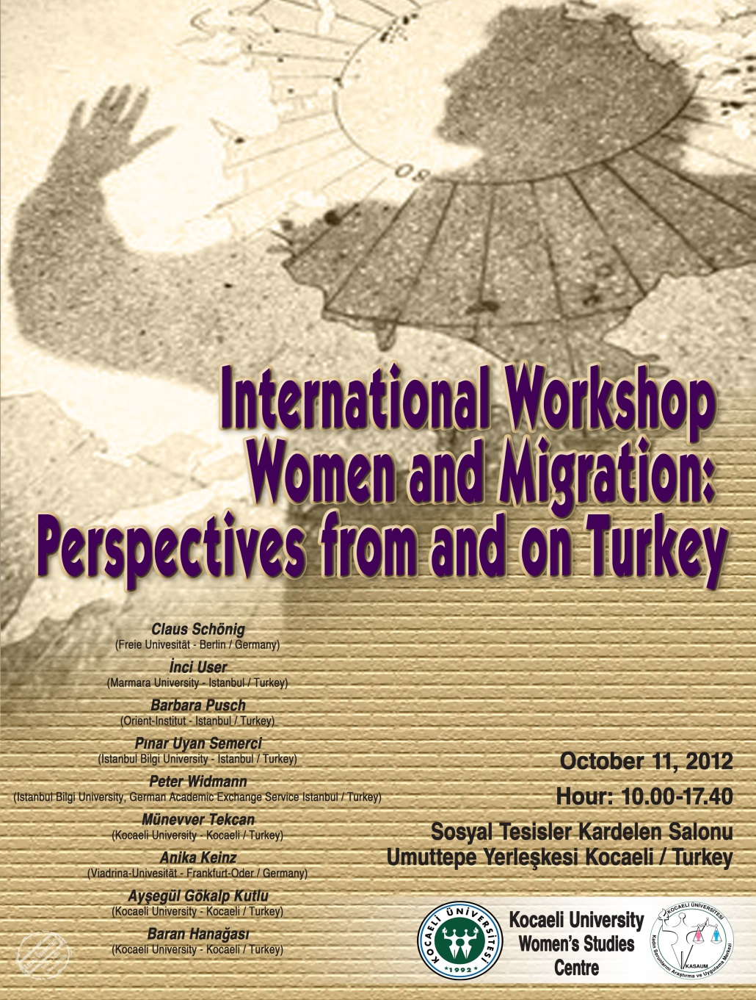 08
International Workshop
Women and Migration:
Perspectives from and on Turkey
Claus Schönig
(Freie Univesität - Berlin / Germany)
İnci User
(Marmara University - Istanbul / Turkey)
Barbara Pusch
(Orient-Institut - Istanbul / Turkey)
Pınar Uyan Semerci
(Istanbul Bilgi University - Istanbul / Turkey)
Peter Widmann
(Istanbul Bilgi University, German Academic Exchange Service Istanbul / Turkey)
Münevver Tekcan
(Kocaeli University - Kocaeli / Turkey)
Anika Keinz
(Viadrina-Univesität - Frankfurt-Oder / Germany)
Ayşegül Gökalp Kutlu
(Kocaeli University - Kocaeli / Turkey)
Baran Hanağası
(Kocaeli University - Kocaeli / Turkey)
October 11, 2012
Hour: 10.00-17.40
Sosyal Tesisler Kardelen Salonu
Umuttepe Yerleşkesi Kocaeli / Turkey
KOCAELİ ÜNİVERSİTESİ
1992
Kocaeli University
Women's Studies
Centre
KOCAELİ ÜNİVERSİTESİ
KASAUM
Kadın Sorunlarını Araştırma ve Uygulama Merkezi